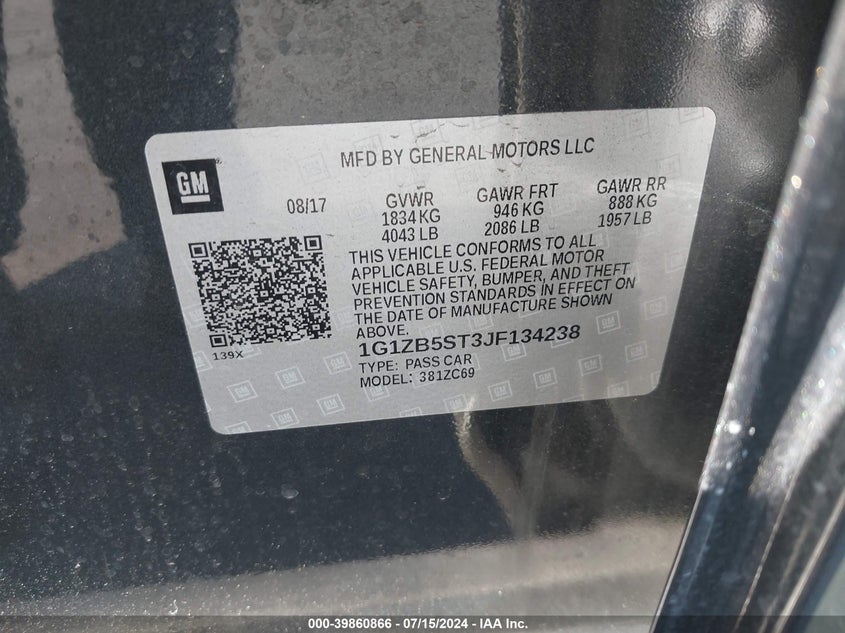 MFD BY GENERAL MOTORS LLC
GM
08/17
GVWR
1834 KG
4043 LB
GAWR FRT
946 KG
2086 LB
GAWR RR
888 KG
1957 LB
THIS VEHICLE CONFORMS TO ALL
APPLICABLE U.S. FEDERAL MOTOR
VEHICLE SAFETY, BUMPER, AND THEFT
PREVENTION STANDARDS IN EFFECT ON
THE DATE OF MANUFACTURE SHOWN
ABOVE.
139X
1G1ZB5ST3JF134238
TYPE: PASS CAR
MODEL: 381ZC69
000-39860866 / 07/15/2024 - IAA Inc.